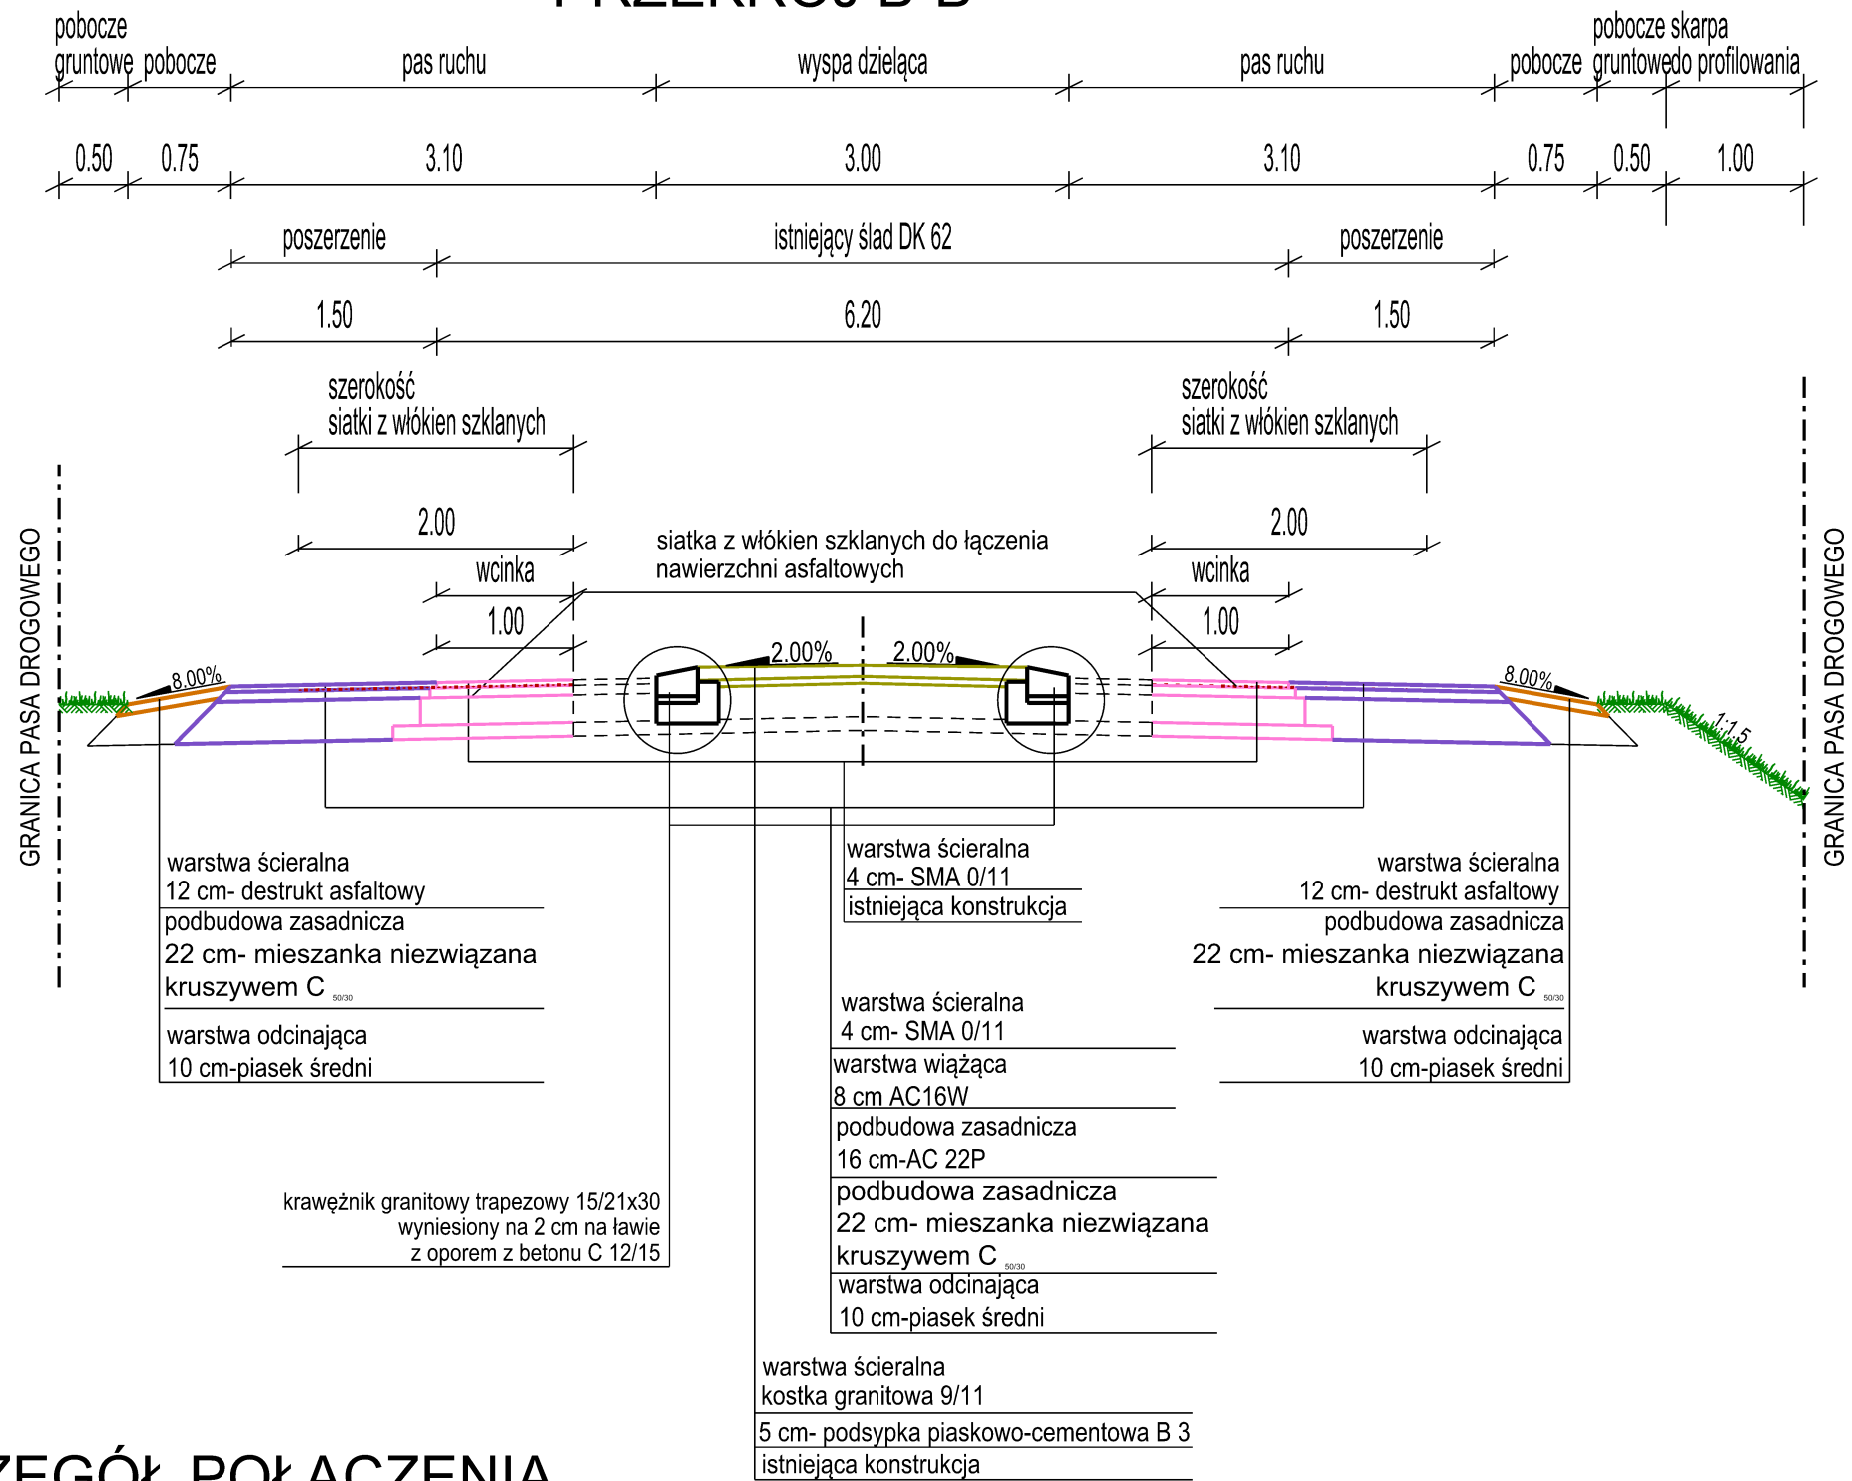 PRZEKRÓJ B-B
pobocze
gruntowe
pobocze
pas ruchu
wyspa dzieląca
pas ruchu
pobocze
pobocze
gruntowe
skarpa
do profilowania
0.50
0.75
3.10
3.00
3.10
0.75
0.50
1.00
poszerzenie
istniejący ślad DK 62
poszerzenie
1.50
6.20
1.50
szerokość
siatki z włókien szklanych
szerokość
siatki z włókien szklanych
2.00
2.00
siatka z włókien szklanych do łączenia
nawierzchni asfaltowych
wcinka
wcinka
1.00
1.00
GRANICA PASA DROGOWEGO
GRANICA PASA DROGOWEGO
8.00%
2.00%
2.00%
8.00%
1:1.5
warstwa ścieralna
12 cm- destrukt asfaltowy
podbudowa zasadnicza
22 cm- mieszanka niezwiązana
kruszywem C 50/30
warstwa odcinająca
10 cm-piasek średni
warstwa ścieralna
4 cm- SMA 0/11
istniejąca konstrukcja
warstwa ścieralna
12 cm- destrukt asfaltowy
podbudowa zasadnicza
22 cm- mieszanka niezwiązana
kruszywem C 50/30
warstwa odcinająca
10 cm-piasek średni
warstwa ścieralna
4 cm- SMA 0/11
warstwa wiążąca
8 cm AC16W
podbudowa zasadnicza
16 cm-AC 22P
podbudowa zasadnicza
22 cm- mieszanka niezwiązana
kruszywem C 50/30
warstwa odcinająca
10 cm-piasek średni
krawężnik granitowy trapezowy 15/21x30
wyniesiony na 2 cm na ławie
z oporem z betonu C 12/15
warstwa ścieralna
kostka granitowa 9/11
5 cm- podsypka piaskowo-cementowa B 3
istniejąca konstrukcja
ZEGÓŁ POŁĄCZENIA